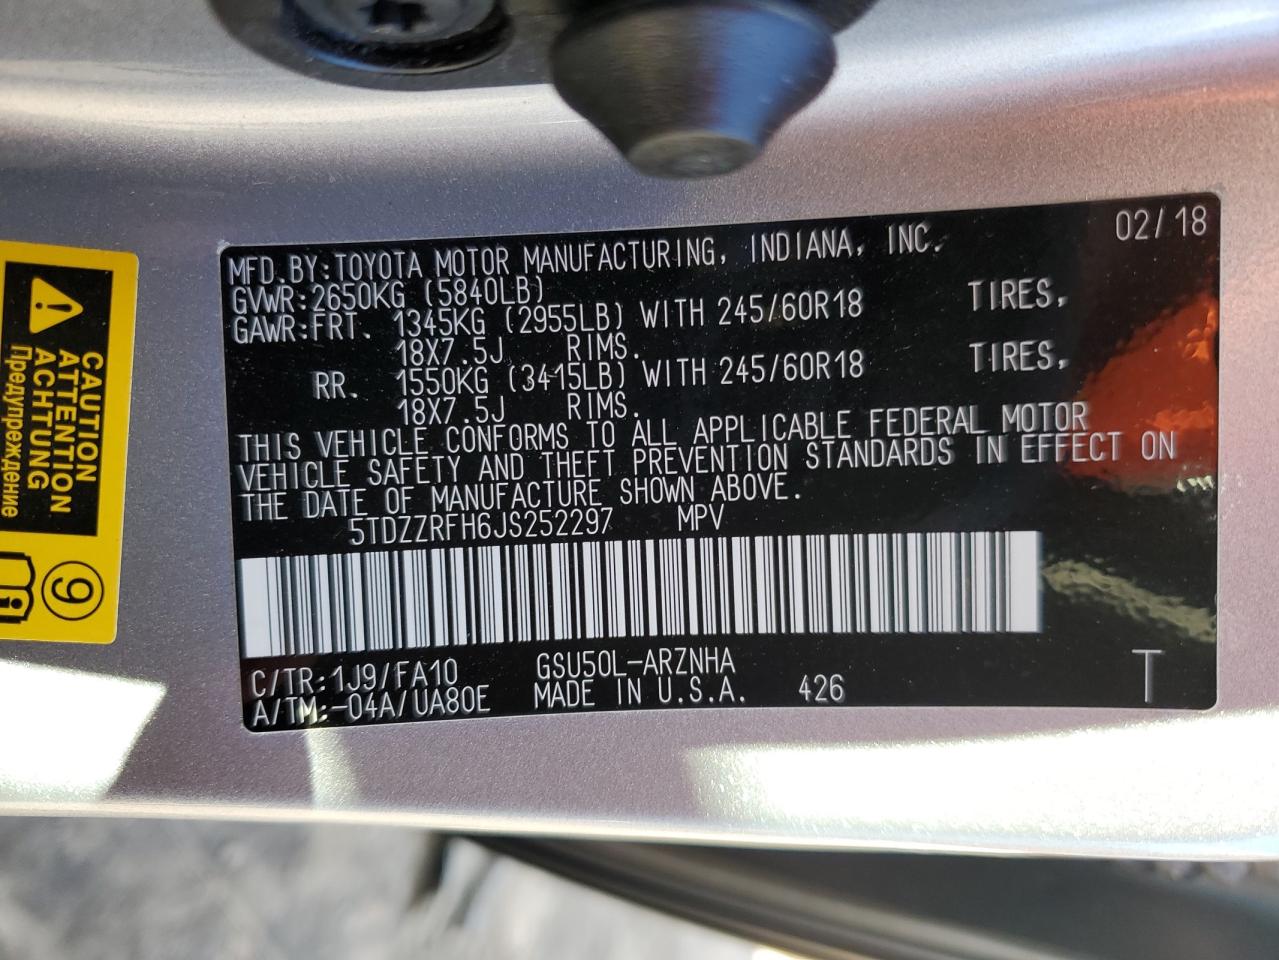 02/18
MFD.BY:TOYOTA MOTOR MANUFACTURING, INDIANA, INC.
GVWR:2650KG (5840LB)
GAWR:FRT. 1345KG (2955LB) WITH 245/60R18 TIRES,
18X7.5J RIMS.
RR. 1550KG (3415LB) WITH 245/60R18 TIRES,
18X7.5J RIMS.
THIS VEHICLE CONFORMS TO ALL APPLICABLE FEDERAL MOTOR
VEHICLE SAFETY AND THEFT PREVENTION STANDARDS IN EFFECT ON
THE DATE OF MANUFACTURE SHOWN ABOVE.
5TDZZRFH6JS252297 MPV
C/TR:1J9/FA10 GSU50L-ARZNHA
A/TM:-04A/UA80E MADE IN U.S.A. 426 T
CAUTION
ATTENTION
ACHTUNG
Предупреждение
9